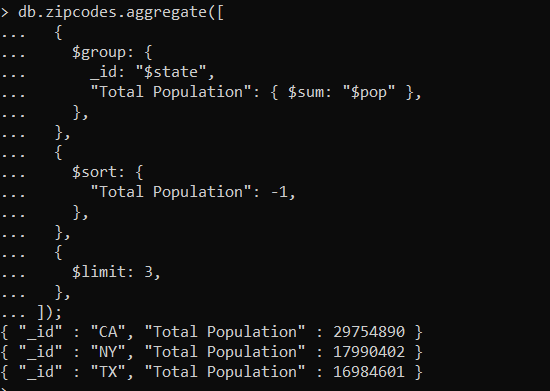 > db.zipcodes.aggregate([
...   {
...     $group: {
...       _id: "$state",
...       "Total Population": { $sum: "$pop" },
...     },
...   },
...   {
...     $sort: {
...       "Total Population": -1,
...     },
...   },
...   {
...     $limit: 3,
...   },
... ]);
{ "_id" : "CA", "Total Population" : 29754890 }
{ "_id" : "NY", "Total Population" : 17990402 }
{ "_id" : "TX", "Total Population" : 16984601 }
>